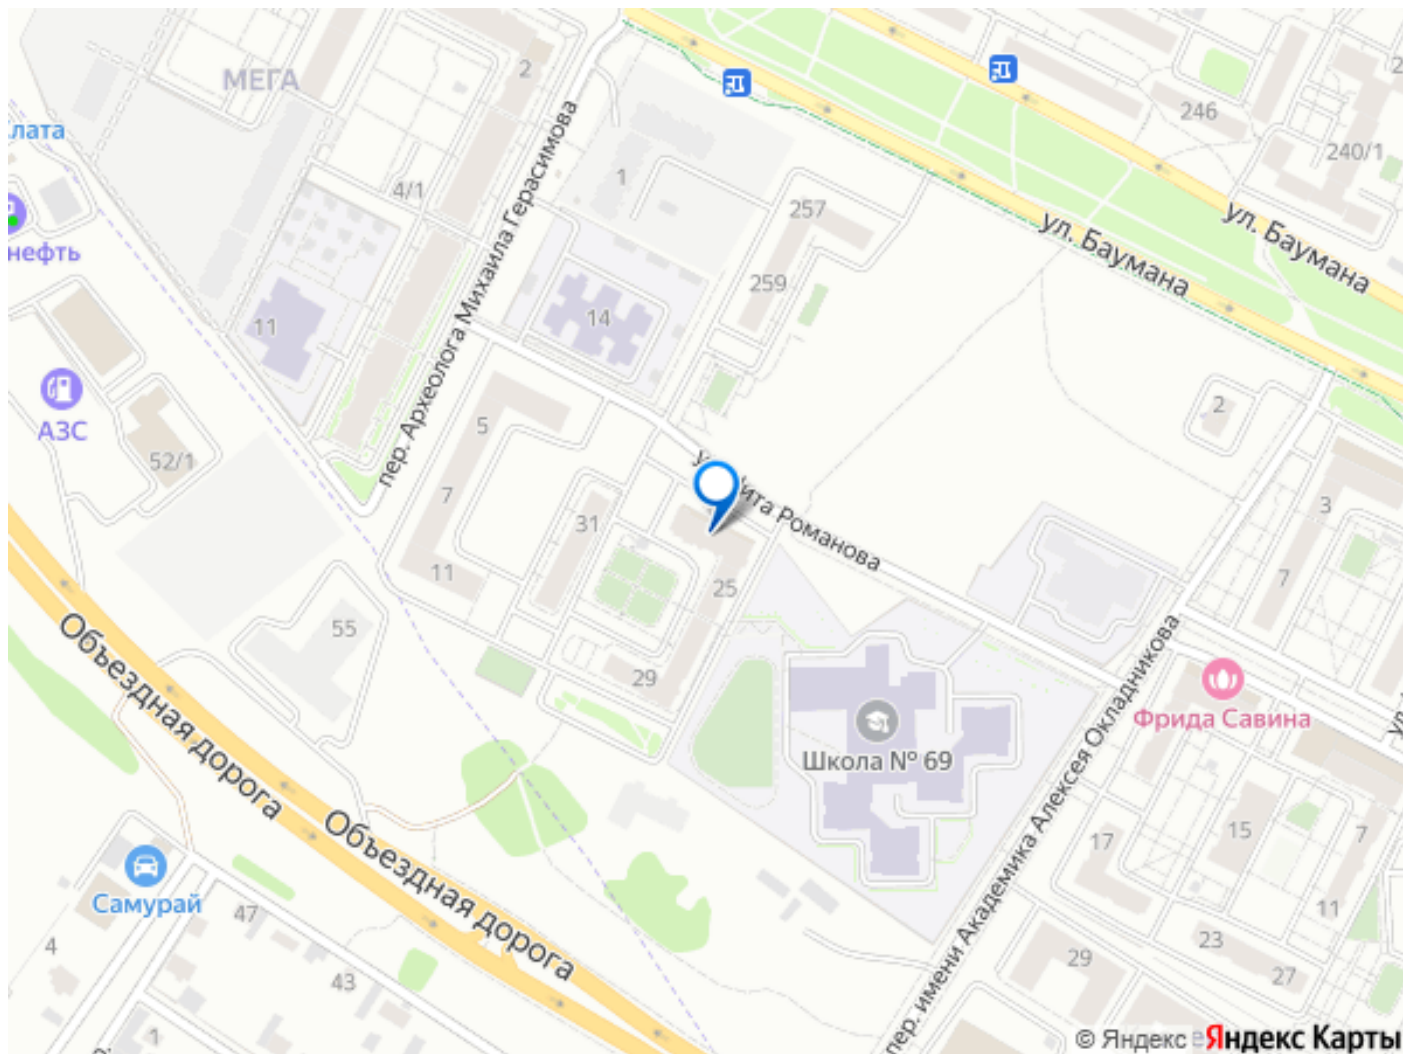 МЕГА
2
246
240/1
лата
1
4/1
257
пер. Археолога Михаила Герасимова
ул. Баумана
ул. Баумана
нефть
259
11
14
2
АЗС
5
52/1
7
31
ита Романова
3
7
11
25
55
29
Объездная дорога
Школа № 69
Фрида Савина
пер. имени Академика Алексея Окладникова
Объездная дорога
17
15
7
Самурай
47
11
4
43
23
29
27
1
© Яндекс
Яндекс Карты